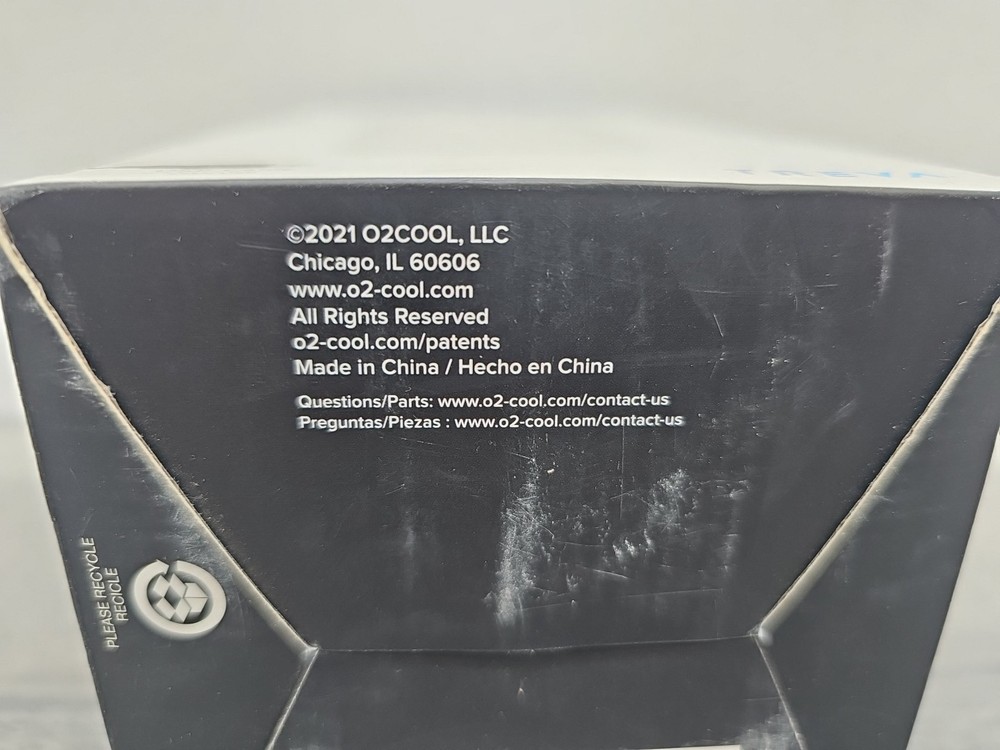 TREVA
©2021 O2COOL, LLC
Chicago, IL 60606
www.o2-cool.com
All Rights Reserved
o2-cool.com/patents
Made in China / Hecho en China
Questions/Parts: www.o2-cool.com/contact-us
Preguntas/Piezas : www.o2-cool.com/contact-us
PLEASE RECYCLE
RECICLE